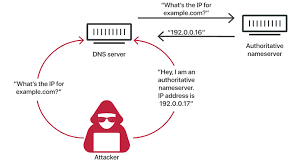 "What's the IP for
example.com?"
"192.0.0.16"
DNS server
Authoritative
nameserver
"What's the IP for
example.com?"
"Hey, I am an
authoritative
nameserver.
IP address is
192.0.0.17"
Attacker